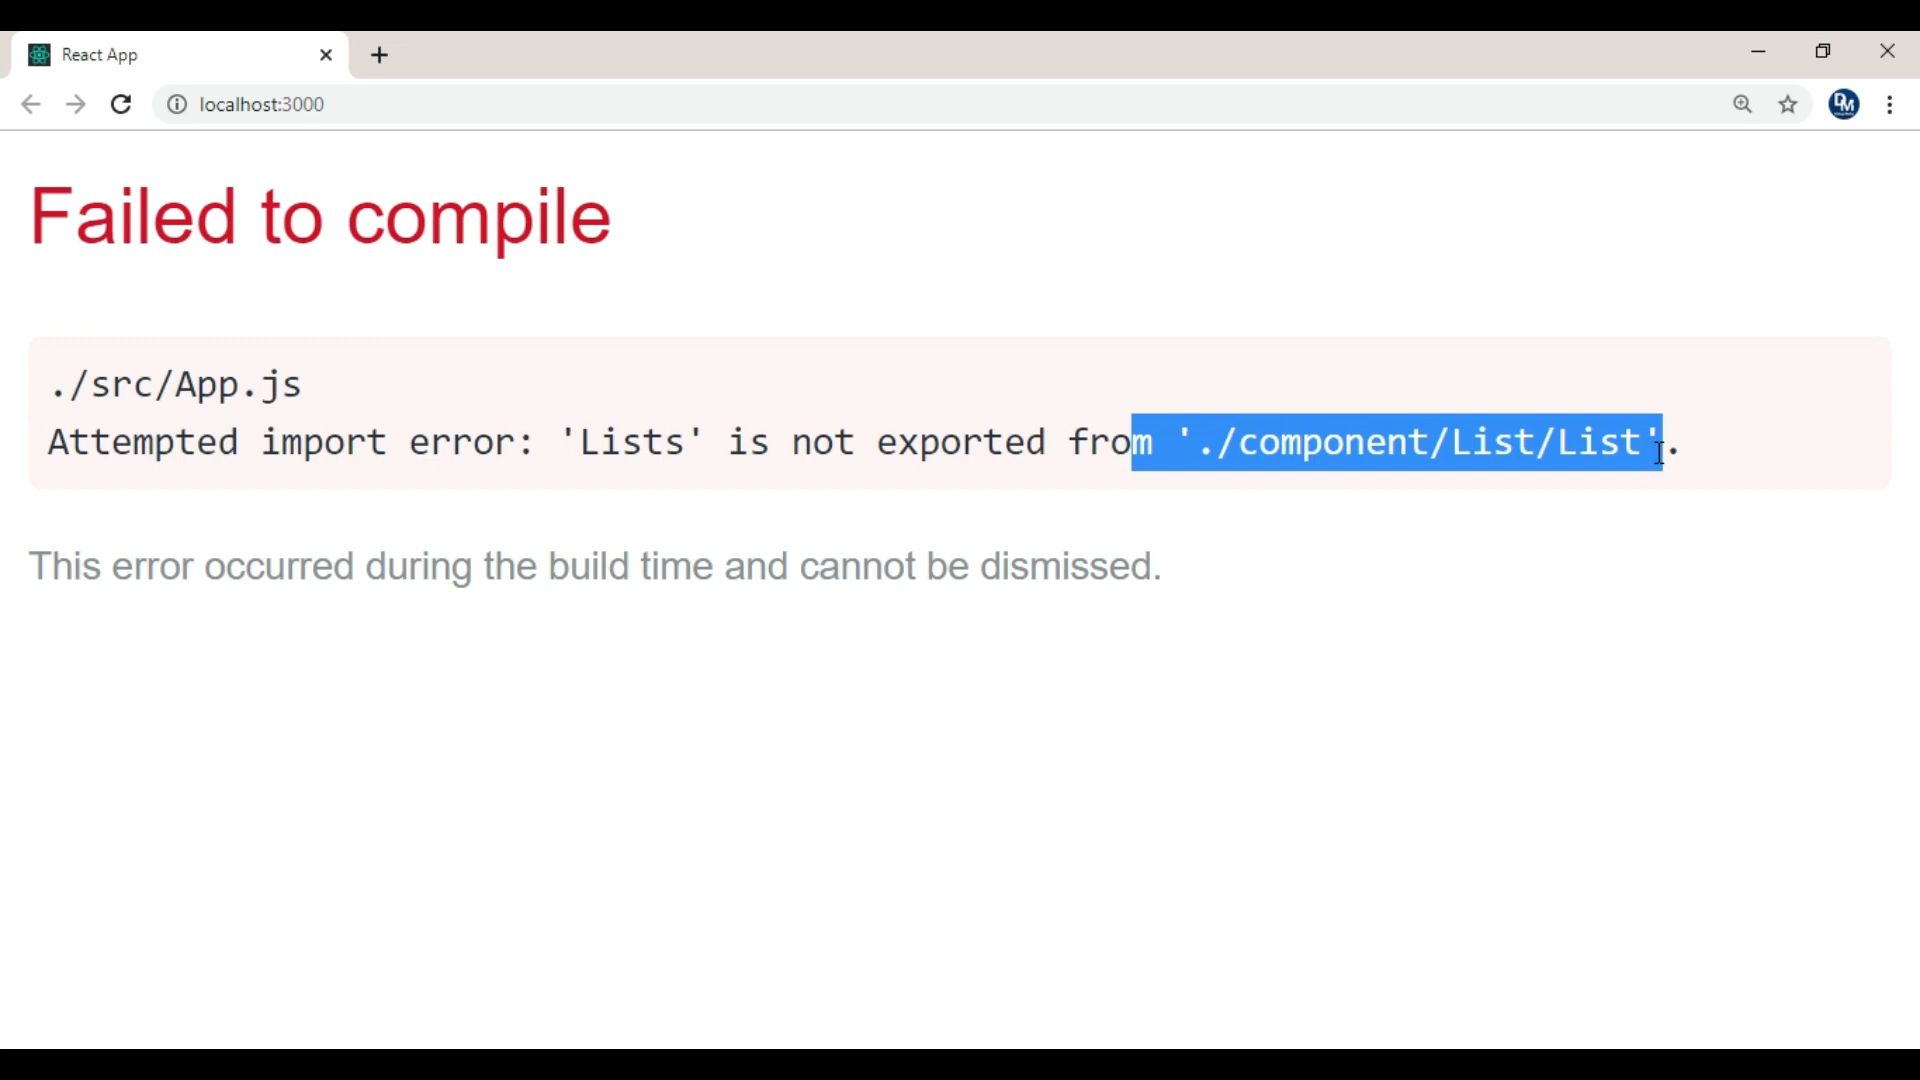 React App
localhost:3000
DM
Failed to compile
./src/App.js
Attempted import error: 'Lists' is not exported from './component/List/List'.
This error occurred during the build time and cannot be dismissed.